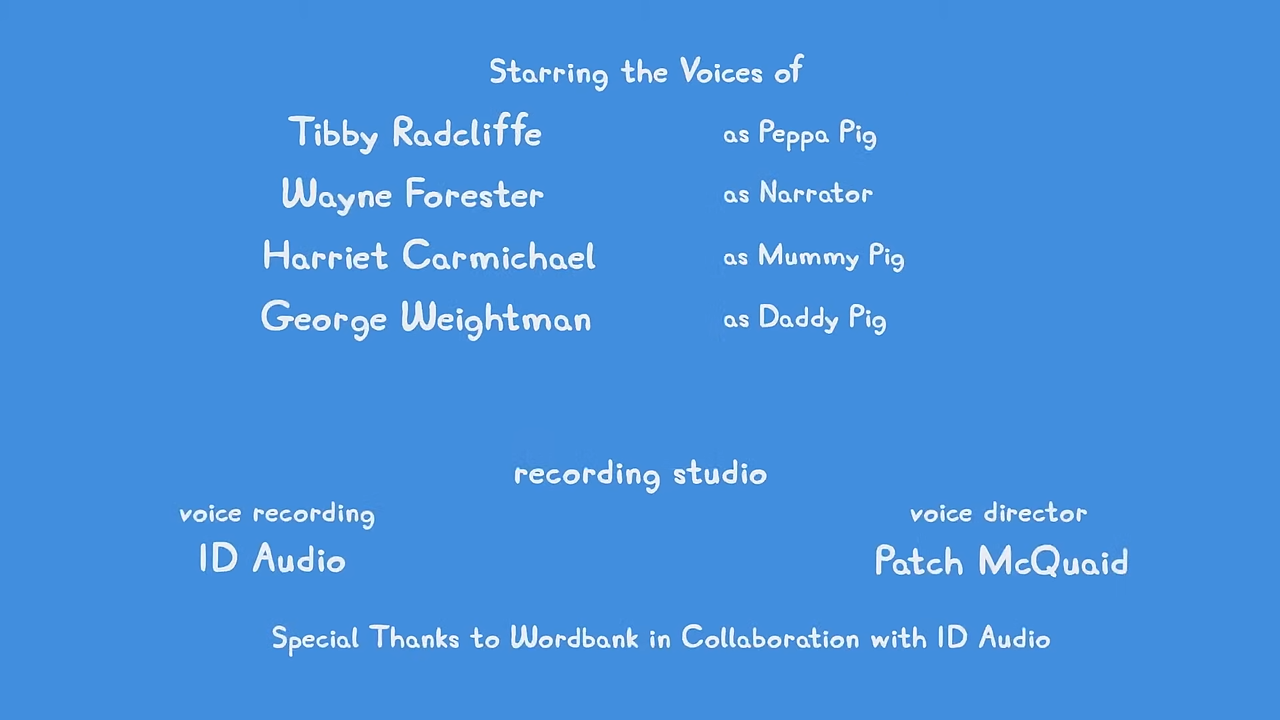 Starring the Voices of
Tibby Radcliffe as Peppa Pig
Wayne Forester as Narrator
Harriet Carmichael as Mummy Pig
George Weightman as Daddy Pig
recording studio
voice recording voice director
ID Audio Patch McQuaid
Special Thanks to Wordbank in Collaboration with ID Audio